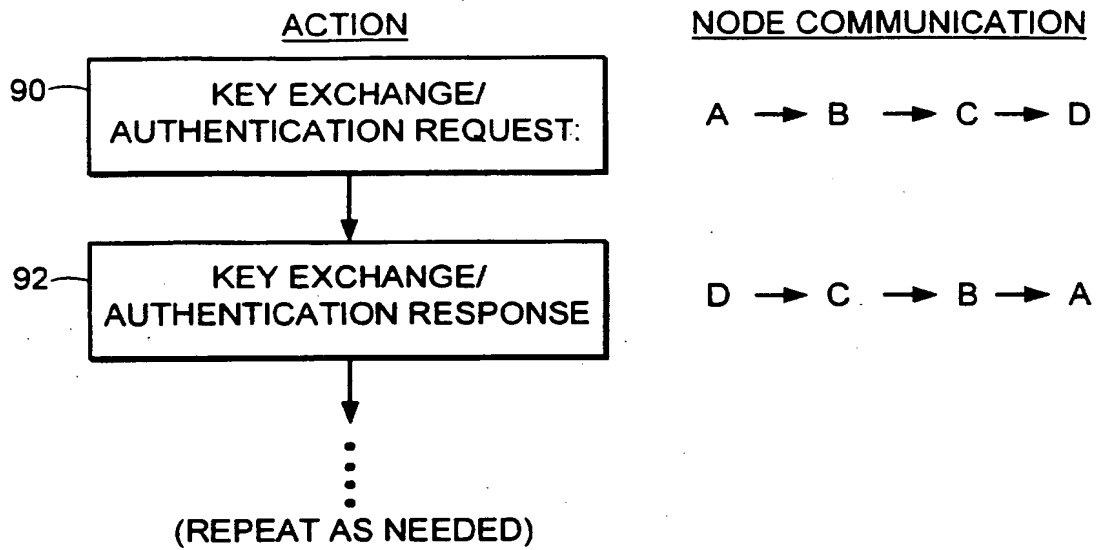 ACTION
NODE COMMUNICATION
90
KEY EXCHANGE/
AUTHENTICATION REQUEST:
A → B → C → D
92
KEY EXCHANGE/
AUTHENTICATION RESPONSE
D → C → B → A
(REPEAT AS NEEDED)